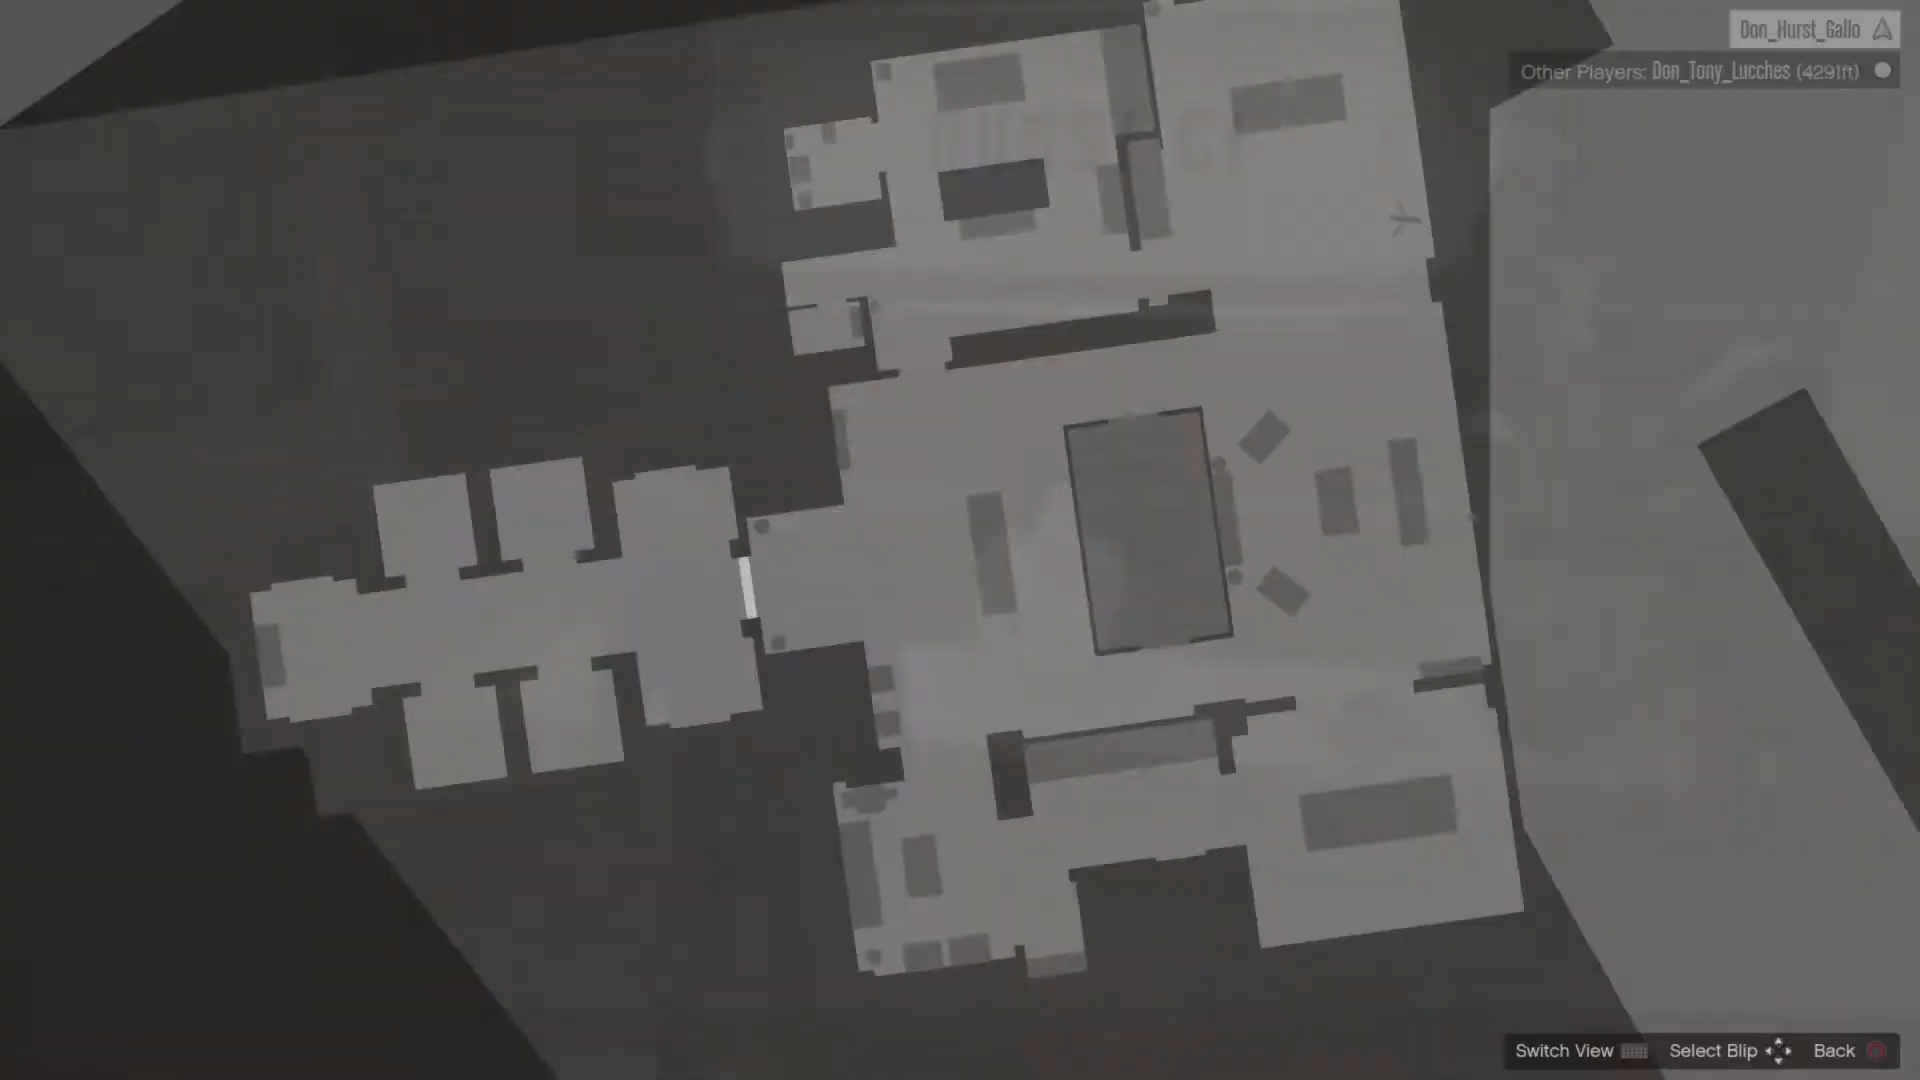 Don_Hurst_Gallo
Other Players: Don_Tony_Lucches (4291ft)
Switch View Select Blip Back